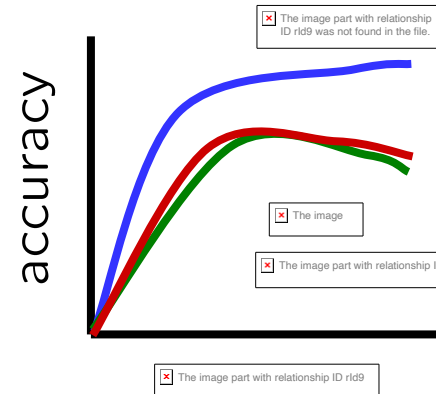 The image part with relationship
ID rId9 was not found in the file.
accuracy
The image
The image part with relationship
The image part with relationship ID rId9